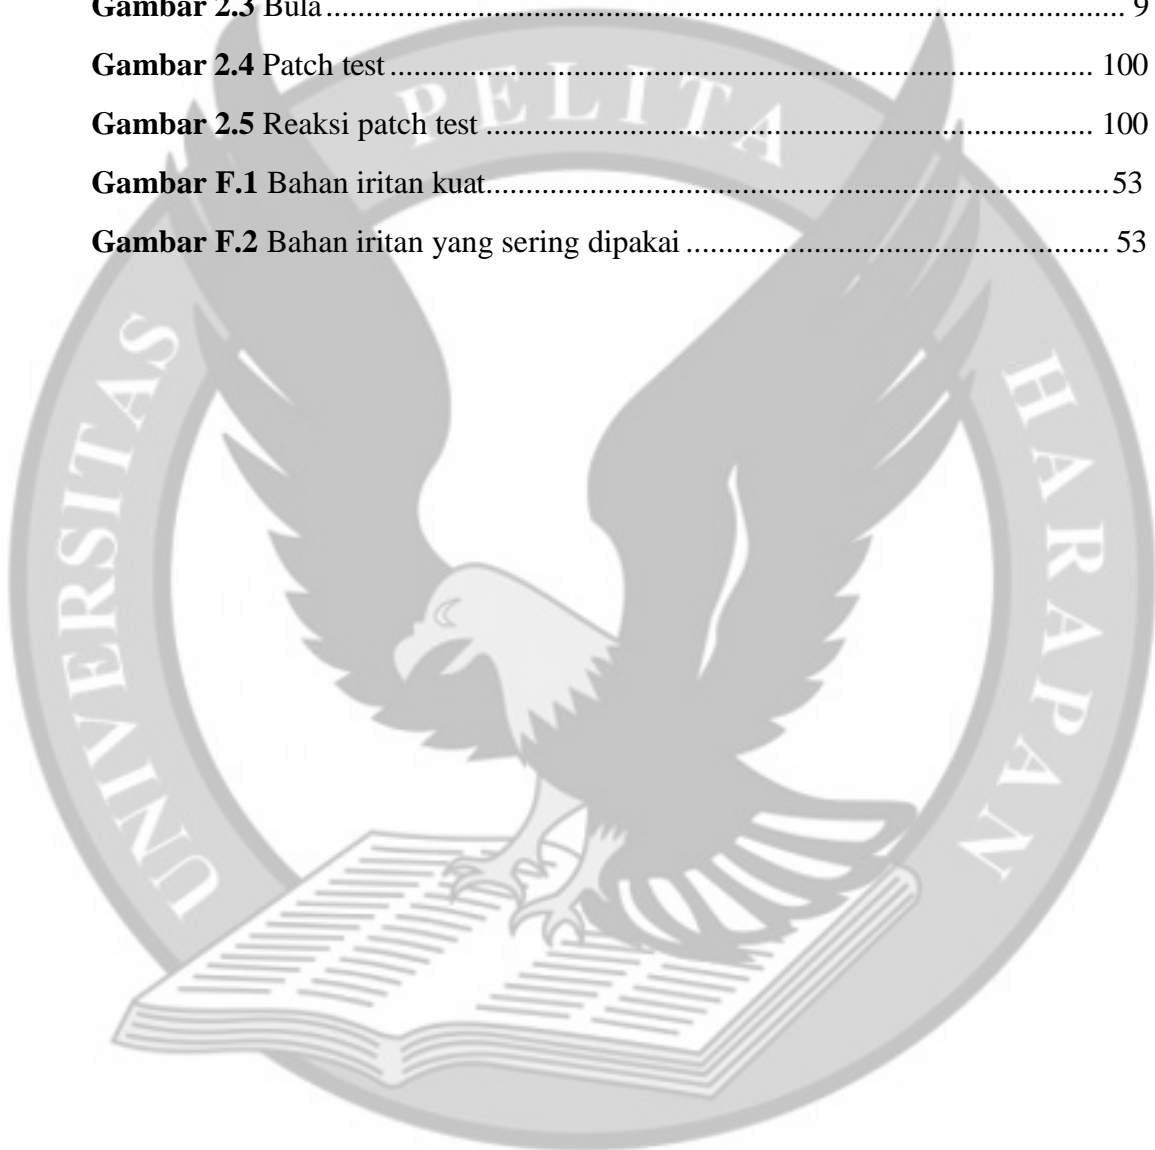 Gambar 2.3 Bula.................................................................................................... 9
Gambar 2.4 Patch test........................................................................................ 100
Gambar 2.5 Reaksi patch test............................................................................ 100
Gambar F.1 Bahan iritan kuat..............................................................................53
Gambar F.2 Bahan iritan yang sering dipakai..................................................... 53
UNIVERSITAS PELITA HARAPAN